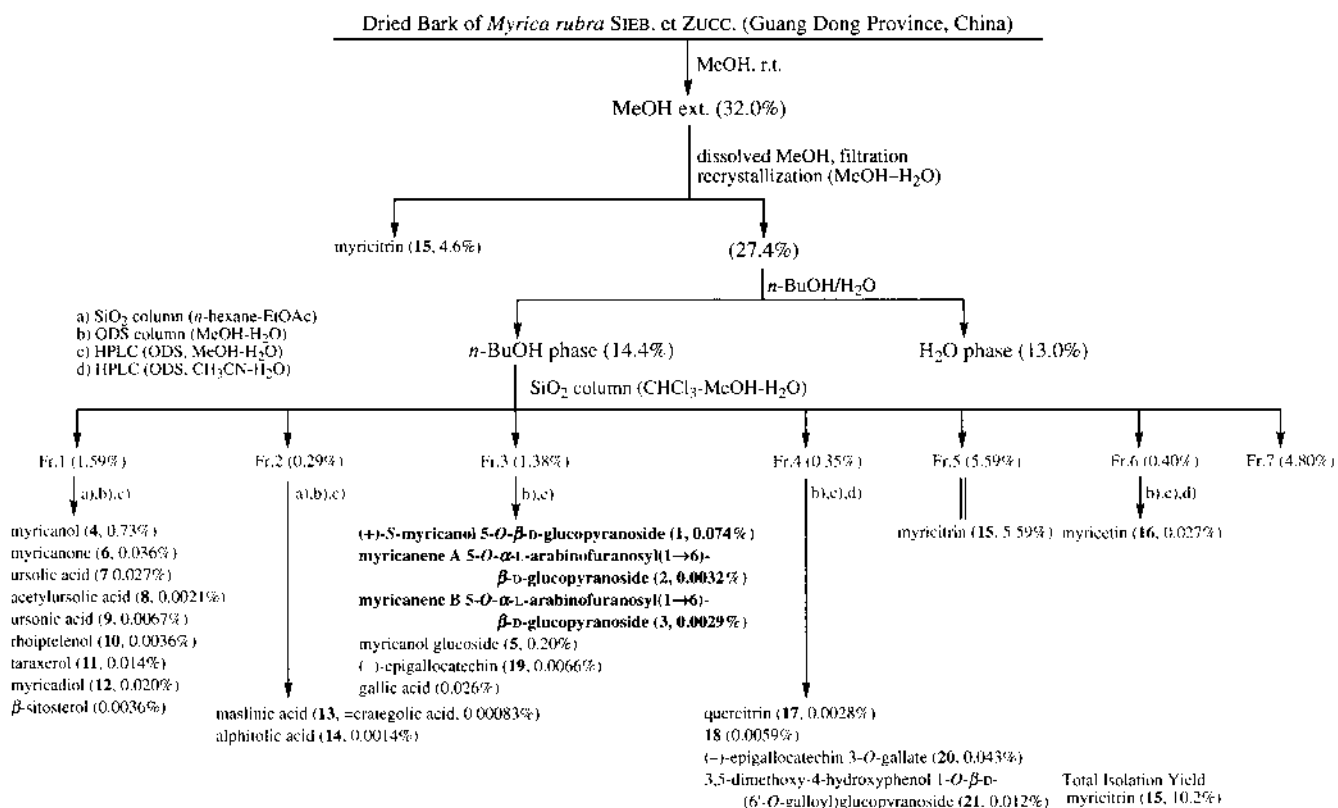 Dried Bark of Myrica rubra SIEB. et ZUCC. (Guang Dong Province, China)
MeOH, r.t.
MeOH ext. (32.0%)
dissolved MeOH, filtration
recrystallization (MeOH–H₂O)
myricitrin (15, 4.6%)
(27.4%)
n-BuOH/H₂O
a) SiO₂ column (n-hexane-EtOAc)
b) ODS column (MeOH-H₂O)
c) HPLC (ODS, MeOH-H₂O)
d) HPLC (ODS, CH₃CN-H₂O)
n-BuOH phase (14.4%)
H₂O phase (13.0%)
SiO₂ column (CHCl₃-MeOH-H₂O)
Fr.1 (1.59%)
Fr.2 (0.29%)
Fr.3 (1.38%)
Fr.4 (0.35%)
Fr.5 (5.59%)
Fr.6 (0.40%)
Fr.7 (4.80%)
a),b),c)
a),b),c)
b),c)
b),c),d)
b),c),d)
myricanol (4, 0.73%)
myricanone (6, 0.036%)
ursolic acid (7 0.027%)
acetylursolic acid (8, 0.0021%)
ursonic acid (9, 0.0067%)
rhoiptelenol (10, 0.0036%)
taraxerol (11, 0.014%)
myricadiol (12, 0.020%)
β-sitosterol (0.0036%)
maslinic acid (13, =crategolic acid, 0.00083%)
alphitolic acid (14, 0.0014%)
(+)-S-myricanol 5-O-β-D-glucopyranoside (1, 0.074%)
myricanene A 5-O-α-L-arabinofuranosyl(1→6)-
β-D-glucopyranoside (2, 0.0032%)
myricanene B 5-O-α-L-arabinofuranosyl(1→6)-
β-D-glucopyranoside (3, 0.0029%)
myricanol glucoside (5, 0.20%)
(–)-epigallocatechin (19, 0.0066%)
gallic acid (0.026%)
quercitrin (17, 0.0028%)
18 (0.0059%)
(–)-epigallocatechin 3-O-gallate (20, 0.043%)
3,5-dimethoxy-4-hydroxyphenol 1-O-β-D-
(6'-O-galloyl)glucopyranoside (21, 0.012%)
myricitrin (15, 5.59%)
myricetin (16, 0.027%)
Total Isolation Yield
myricitrin (15, 10.2%)